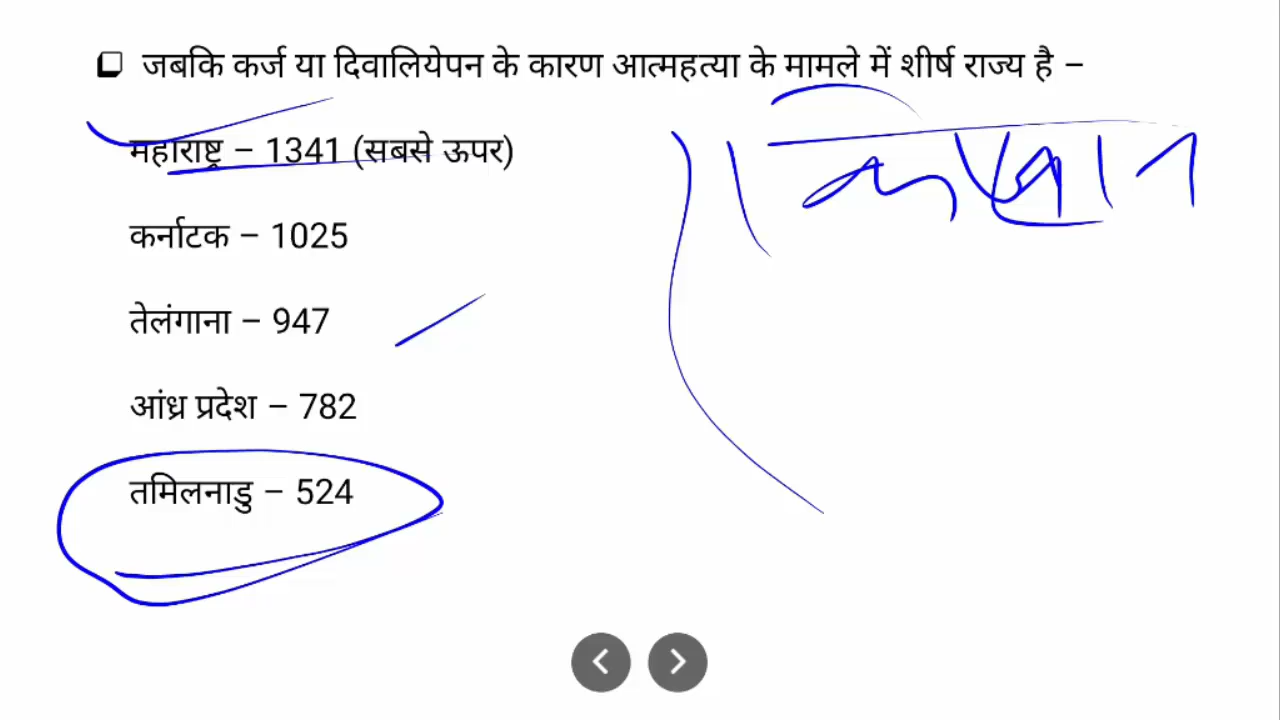 जबकि कर्ज या दिवालियेपन के कारण आत्महत्या के मामले में शीर्ष राज्य है –
महाराष्ट्र – 1341 (सबसे ऊपर)
कर्नाटक – 1025
तेलंगाना – 947
आंध्र प्रदेश – 782
तमिलनाडु – 524